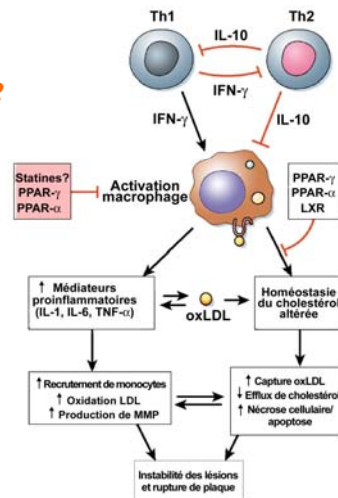 Th1 Th2
IL-10
IFN-γ
IFN-γ IL-10
Statines?
PPAR-γ
PPAR-α
Activation
macrophage
PPAR-γ
PPAR-α
LXR
↑ Médiateurs
proinflammatoires
(IL-1, IL-6, TNF-α)
oxLDL
Homéostasie
du cholestérol
altérée
↑ Recrutement de monocytes
↑ Oxidation LDL
↑ Production de MMP
↑ Capture oxLDL
↓ Efflux de cholestérol
↑ Nécrose cellulaire/
apoptose
Instabilité des lésions
et rupture de plaque